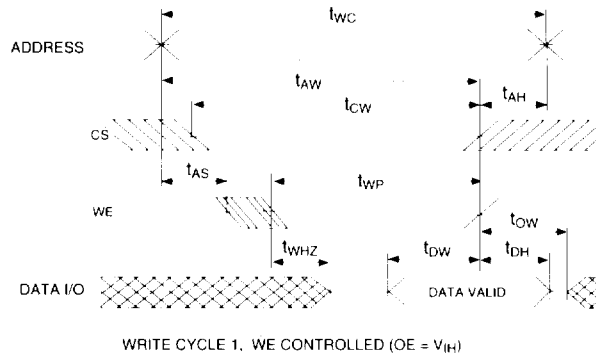 tWC
ADDRESS
tAW
tCW
tAH
CS
tAS
tWP
WE
tOW
tWHZ
tDW
tDH
DATA I/O
DATA VALID
WRITE CYCLE 1, WE CONTROLLED (OE = VIH)